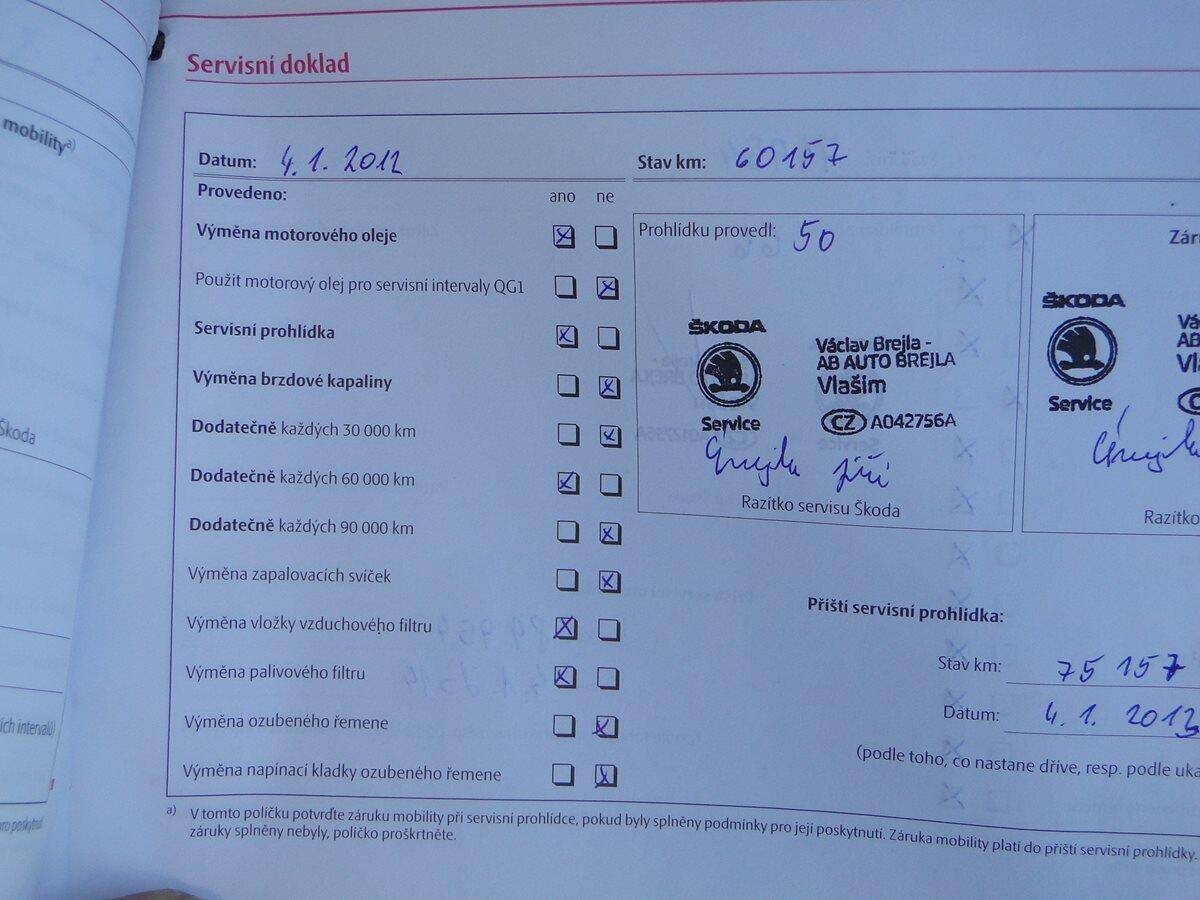 mobility a)
Škoda
Servisní doklad
Datum: 4. 1. 2012
Stav km: 60157
Provedeno: ano ne
Výměna motorového oleje
Použit motorový olej pro servisní intervaly QG1
Servisní prohlídka
Výměna brzdové kapaliny
Dodatečně každých 30 000 km
Dodatečně každých 60 000 km
Dodatečně každých 90 000 km
Výměna zapalovacích svíček
Výměna vložky vzduchového filtru
Výměna palivového filtru
Výměna ozubeného řemene
Výměna napínací kladky ozubeného řemene
Prohlídku provedl: 50
ŠKODA
Service
Václav Brejla -
AB AUTO BREJLA
Vlašim
CZ A042756A
Razítko servisu Škoda
Zár
ŠKODA
Service
Vá
AB
Vl
C
Razítko
Příští servisní prohlídka:
Stav km: 75 157
Datum: 4. 1. 2013
(podle toho, co nastane dříve, resp. podle uka
a) V tomto políčku potvrďte záruku mobility při servisní prohlídce, pokud byly splněny podmínky pro její poskytnutí. Záruka mobility platí do příští servisní prohlídky.
záruky splněny nebyly, políčko proškrtněte.